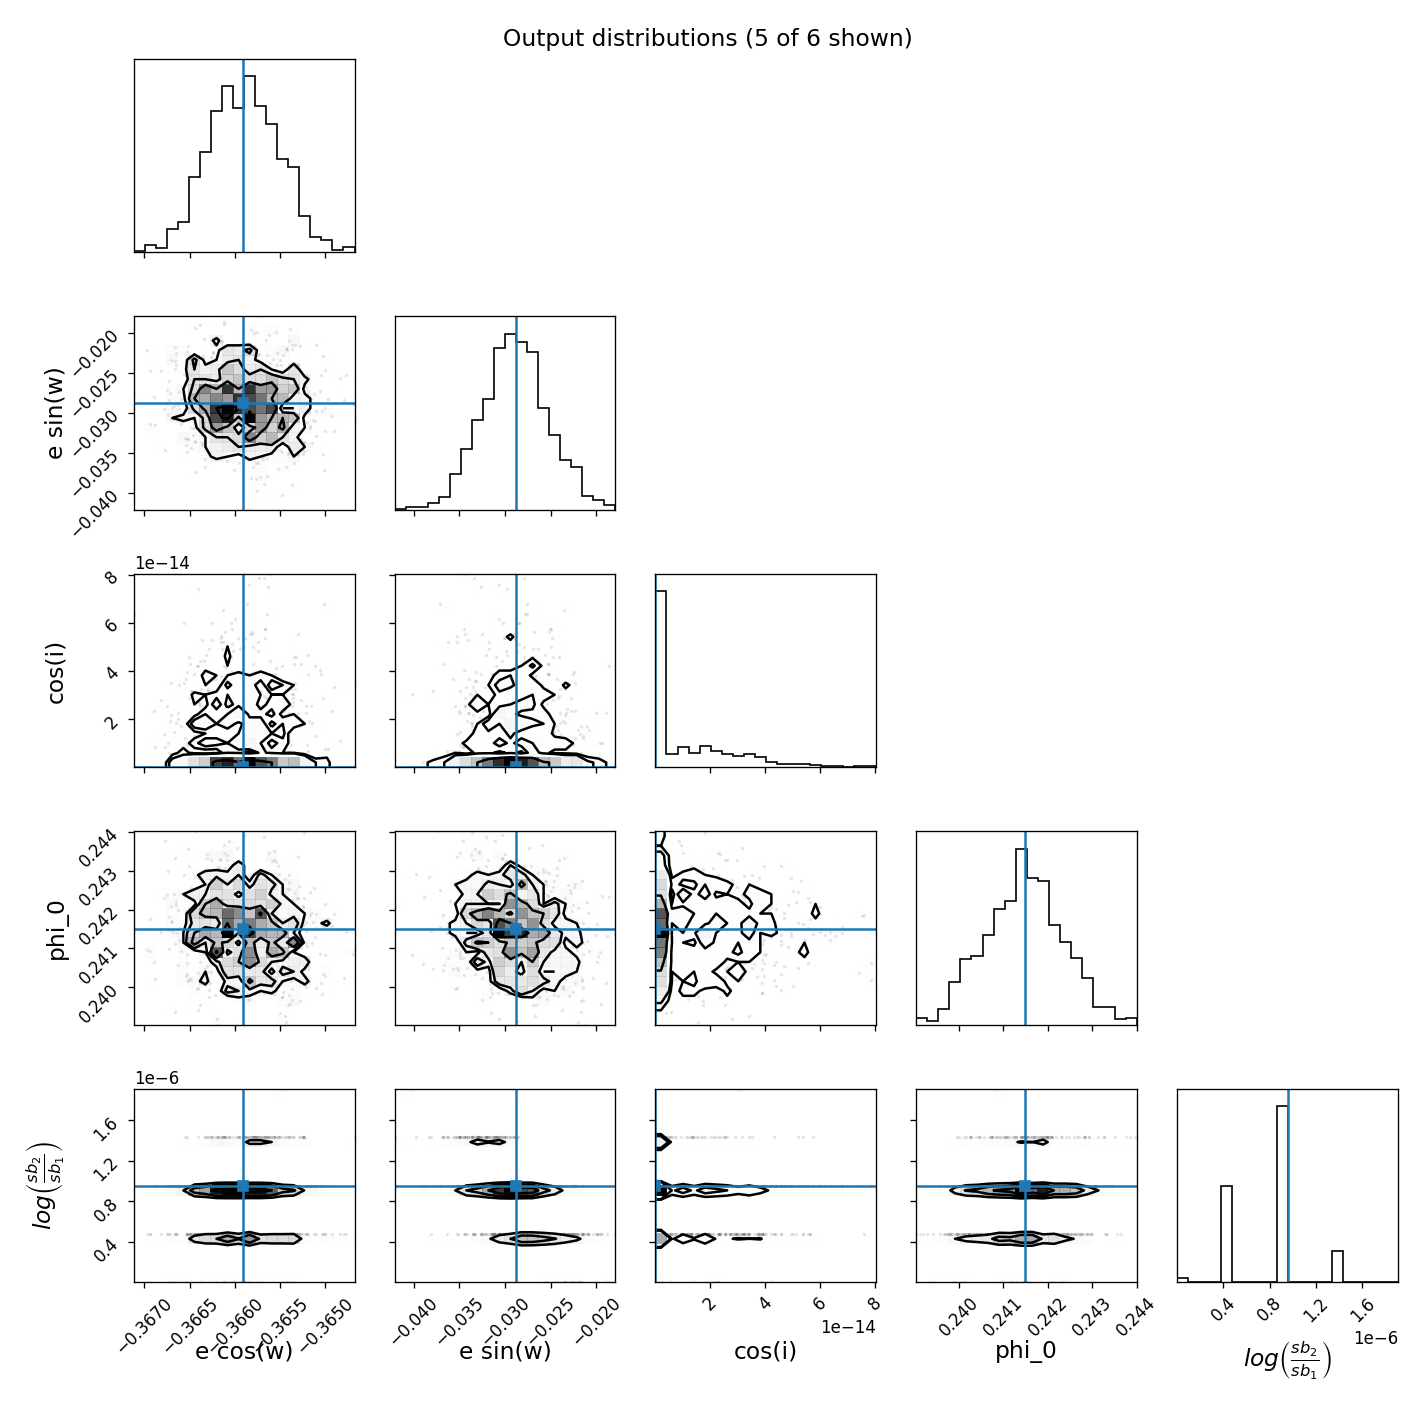 Output distributions (5 of 6 shown)
e sin(w)
−0.020
−0.025
−0.030
−0.035
−0.040
1e−14
cos(i)
8
6
4
2
phi_0
0.244
0.243
0.242
0.241
0.240
1e−6
log(sb₂/sb₁)
1.6
1.2
0.8
0.4
−0.3670 −0.3665 −0.3660 −0.3655 −0.3650
e cos(w)
−0.040 −0.035 −0.030 −0.025 −0.020
e sin(w)
2 4 6 8
1e−14
cos(i)
0.240 0.241 0.242 0.243 0.244
phi_0
0.4 0.8 1.2 1.6
1e−6
log(sb₂/sb₁)